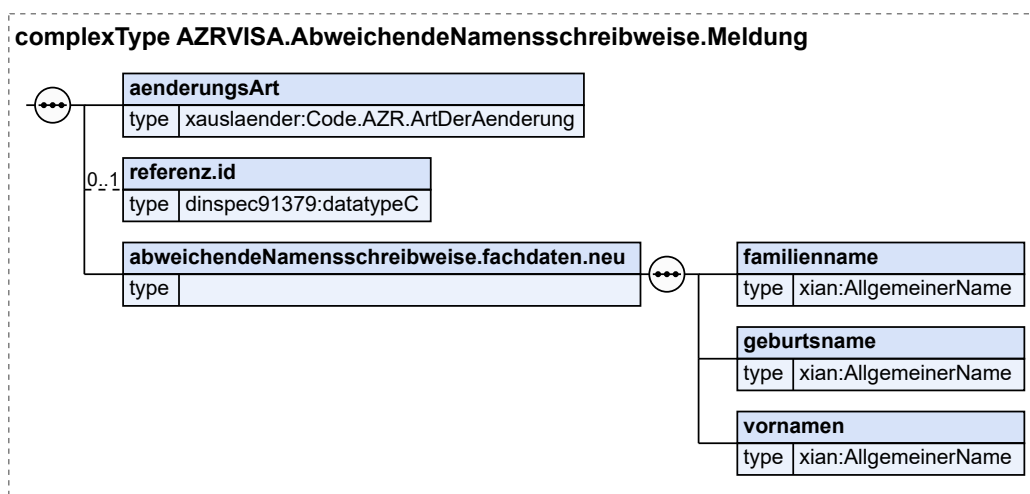 complexType AZRVISA.AbweichendeNamensschreibweise.Meldung
aenderungsArt
type xauslaender:Code.AZR.ArtDerAenderung
0..1
referenz.id
type dinspec91379:datatypeC
abweichendeNamensschreibweise.fachdaten.neu
type
familienname
type xian:AllgemeinerName
geburtsname
type xian:AllgemeinerName
vornamen
type xian:AllgemeinerName